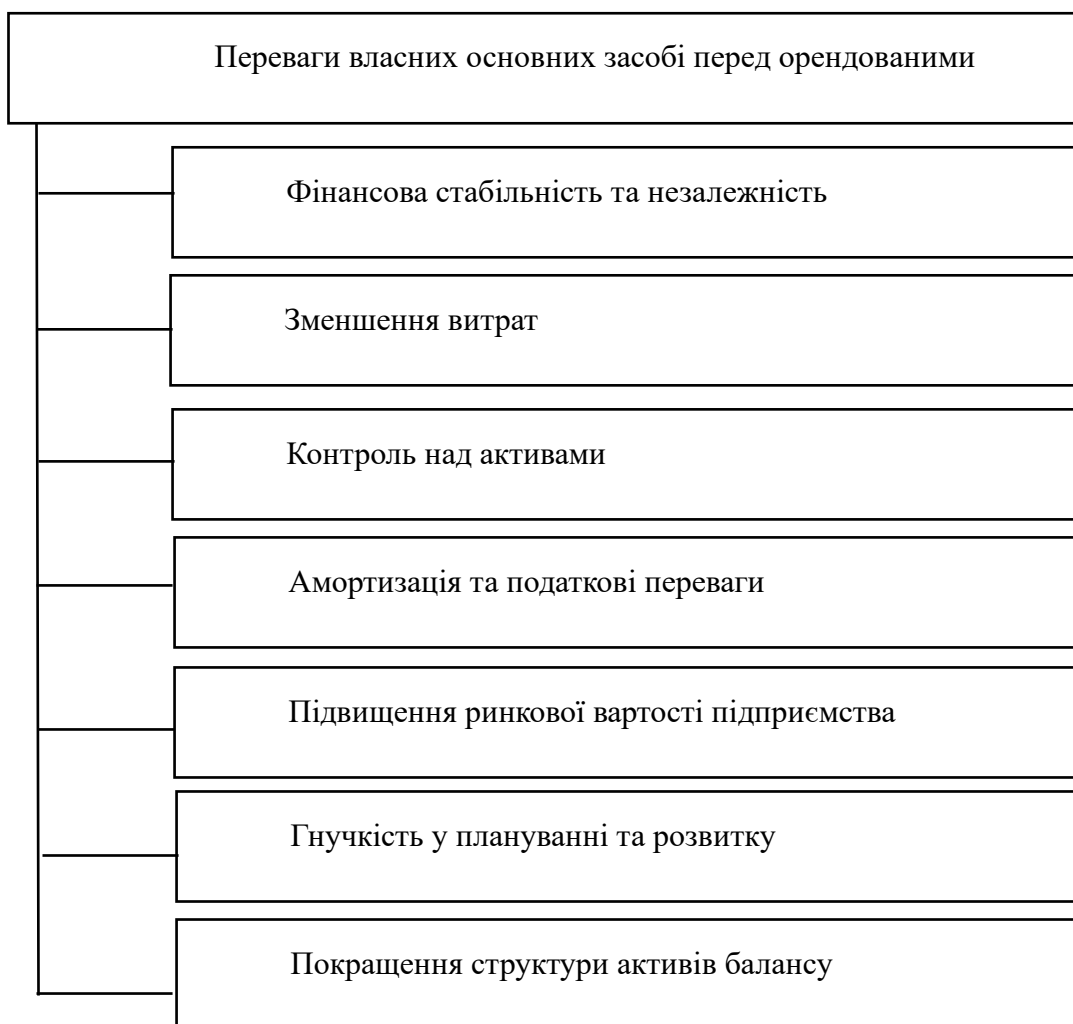 Переваги власних основних засобі перед орендованими
Фінансова стабільність та незалежність
Зменшення витрат
Контроль над активами
Амортизація та податкові переваги
Підвищення ринкової вартості підприємства
Гнучкість у плануванні та розвитку
Покращення структури активів балансу